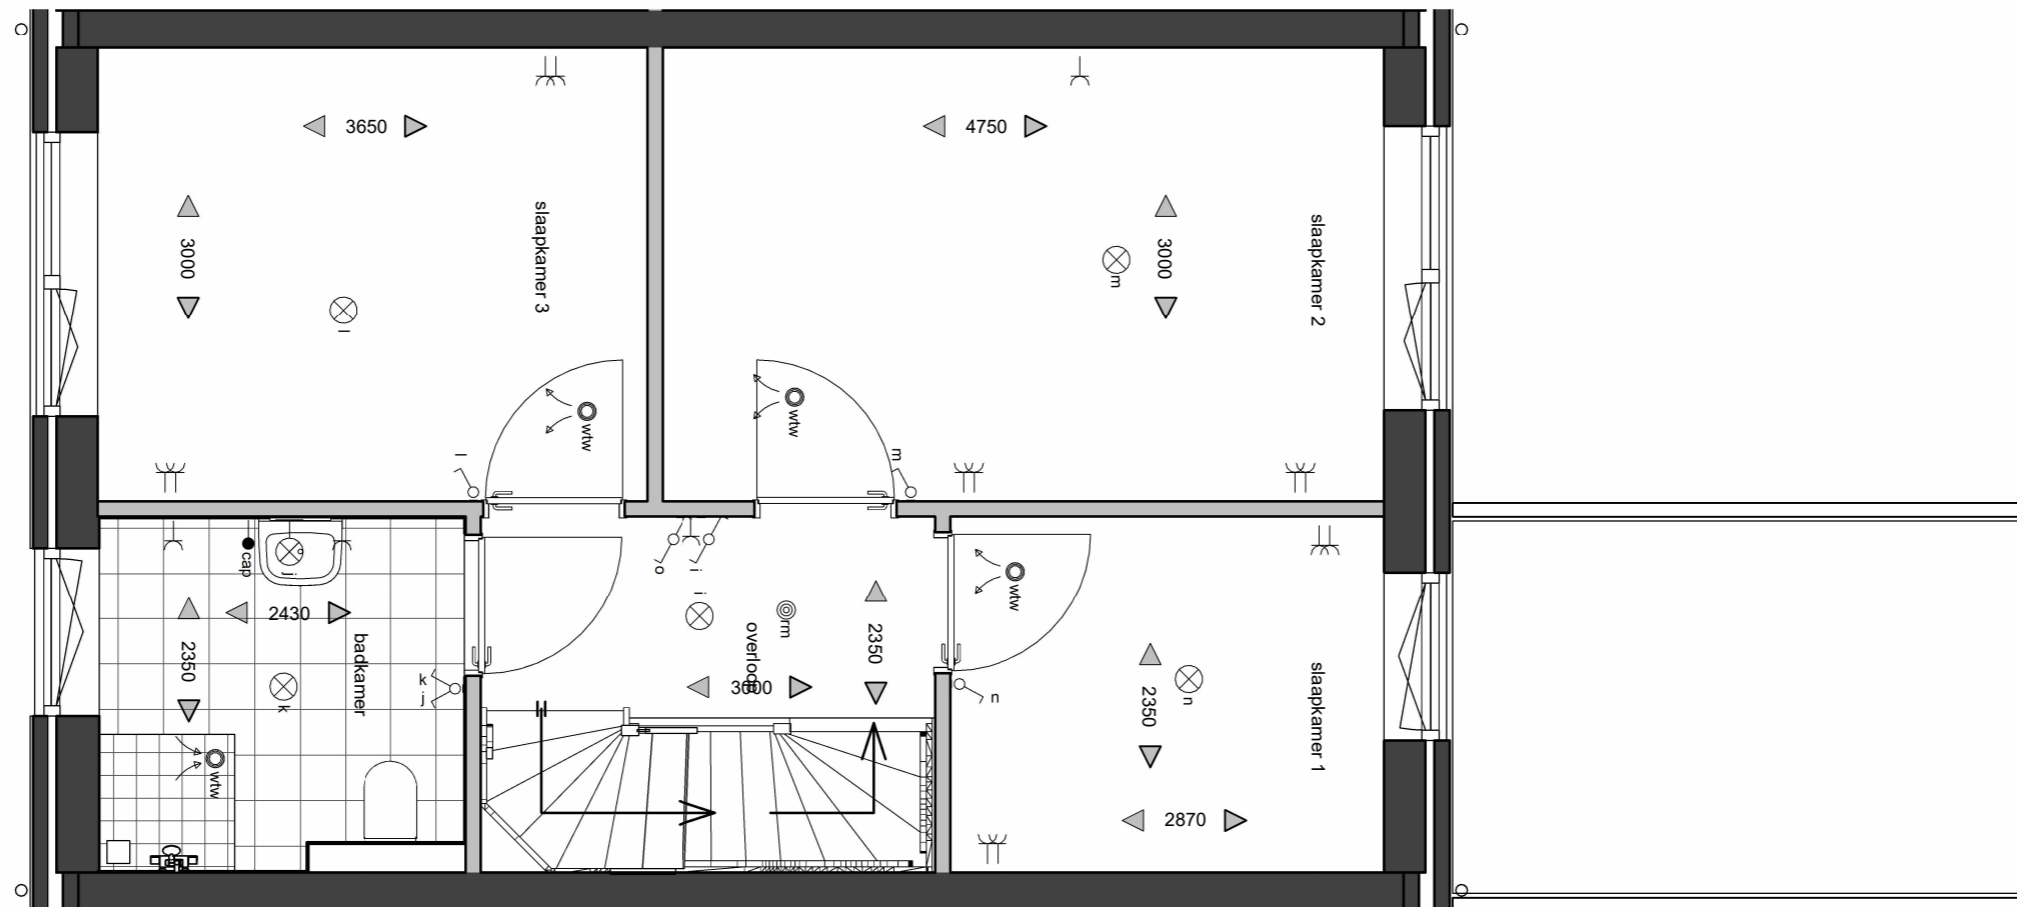 3650
4750
3000
slaapkamer 3
l
3000
slaapkamer 2
m
wtw
wtw
l
m
cap
j
2430
2350
badkamer
k
k
j
wtw
o
i
i
rm
overloop
2350
3000
H
wtw
n
n
2350
slaapkamer 1
2870